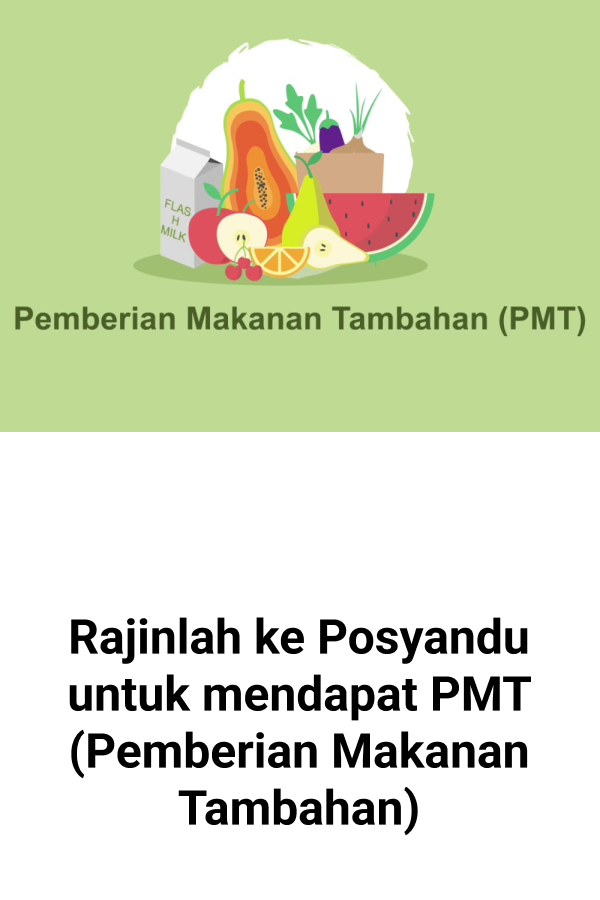 FLAS
H
MILK
Pemberian Makanan Tambahan (PMT)
Rajinlah ke Posyandu
untuk mendapat PMT
(Pemberian Makanan
Tambahan)